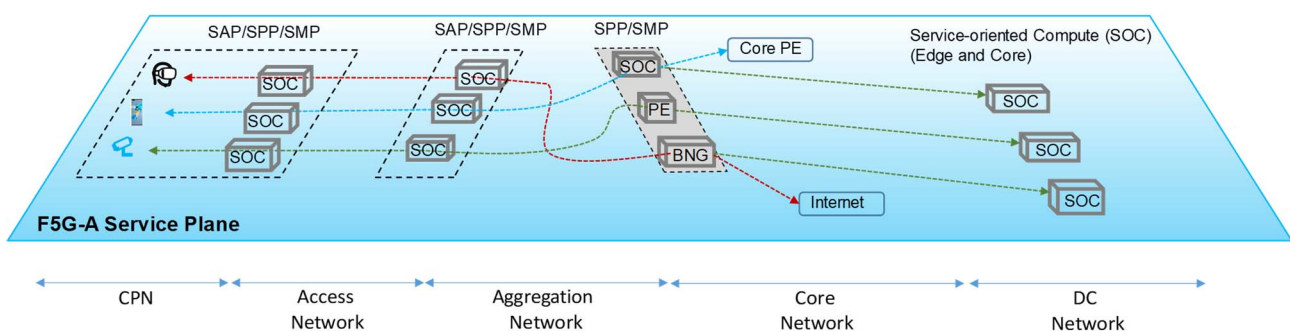 SAP/SPP/SMP
SAP/SPP/SMP
SPP/SMP
Service-oriented Compute (SOC)
(Edge and Core)
Core PE
SOC
SOC
SOC
SOC
SOC
SOC
PE
SOC
SOC
SOC
SOC
BNG
SOC
Internet
F5G-A Service Plane
CPN
Access
Network
Aggregation
Network
Core
Network
DC
Network